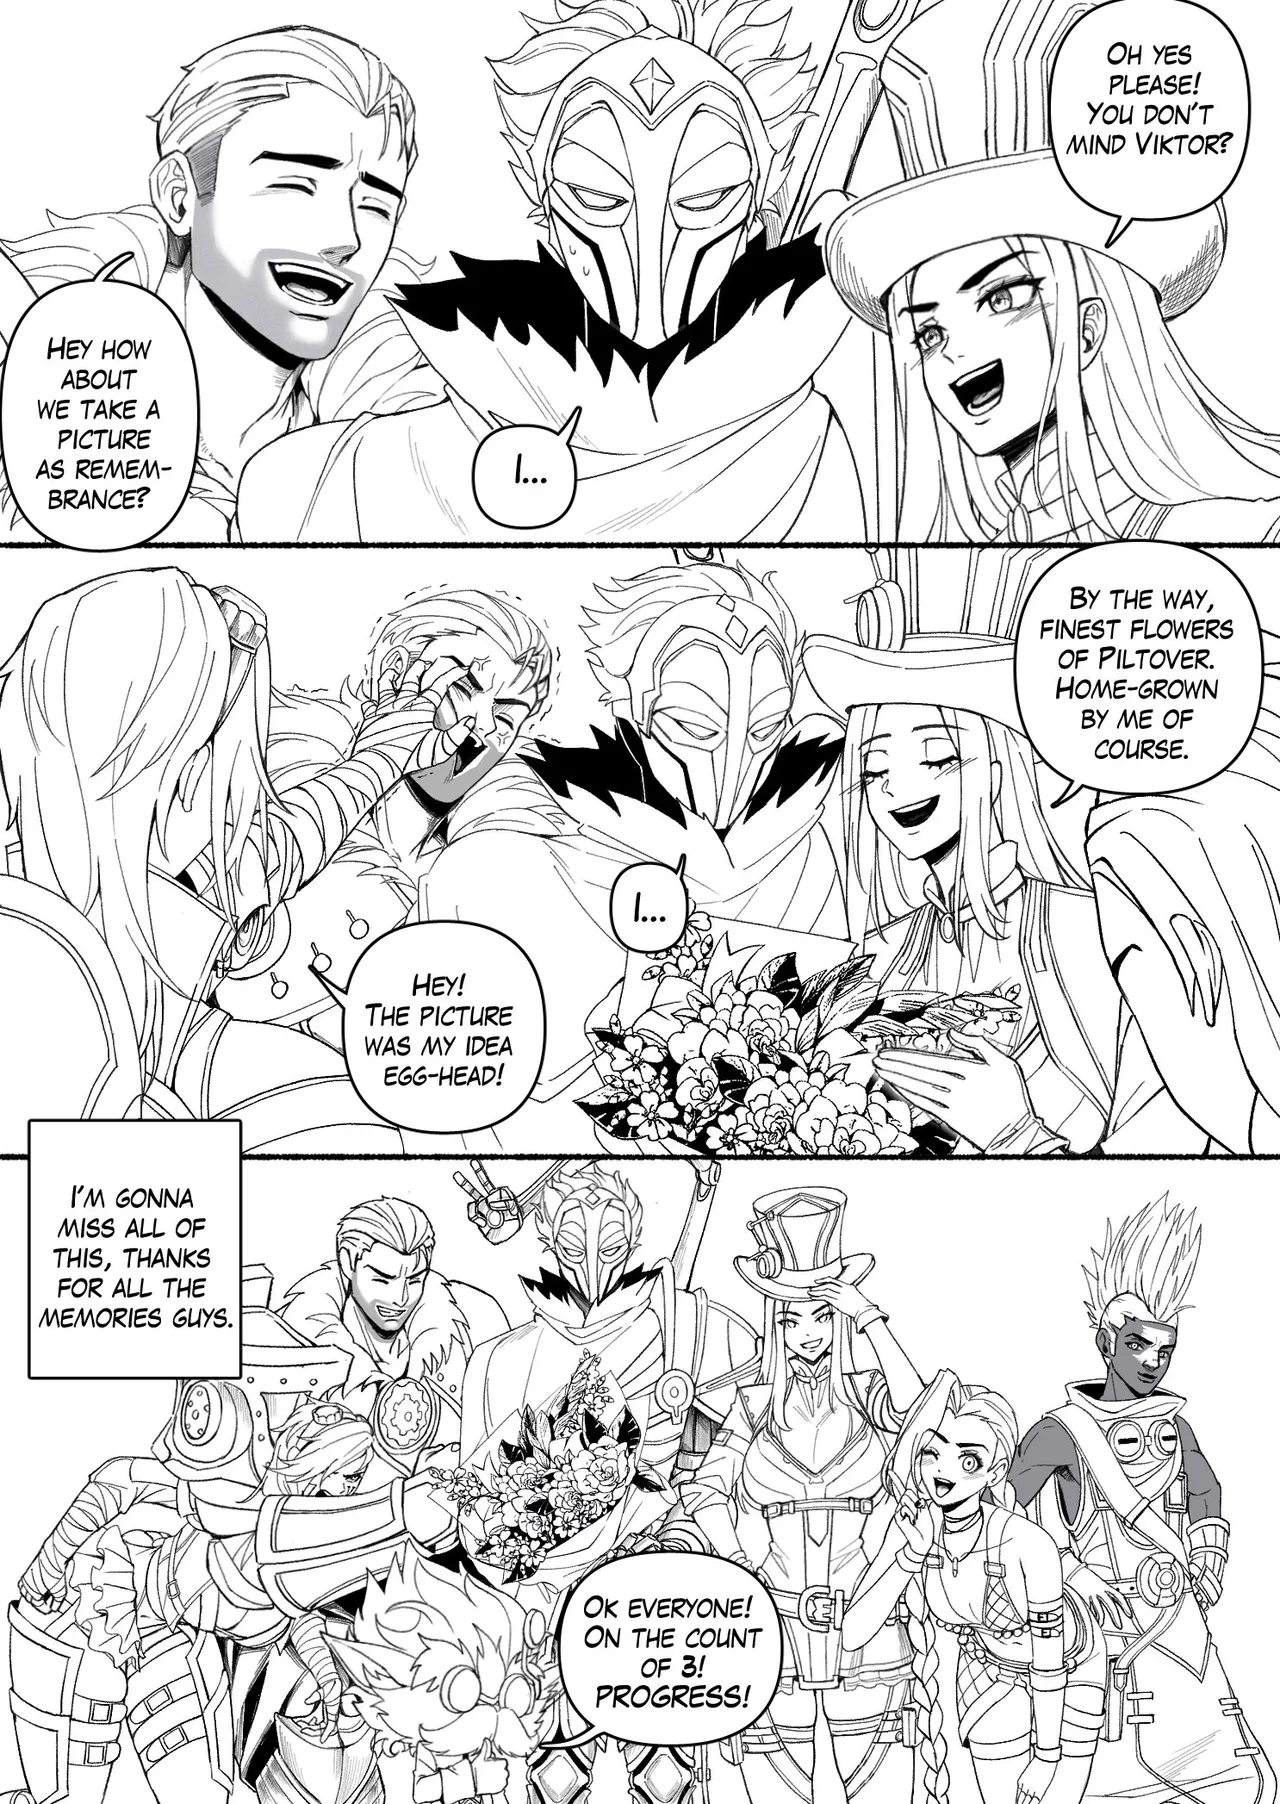 OH YES
PLEASE!
YOU DON'T
MIND VIKTOR?
HEY HOW
ABOUT
WE TAKE A
PICTURE
AS REMEM-
BRANCE?
I...
BY THE WAY,
FINEST FLOWERS
OF PILTOVER.
HOME-GROWN
BY ME OF
COURSE.
I...
HEY!
THE PICTURE
WAS MY IDEA
EGG-HEAD!
I'M GONNA
MISS ALL OF
THIS, THANKS
FOR ALL THE
MEMORIES GUYS.
OK EVERYONE!
ON THE COUNT
OF 3!
PROGRESS!